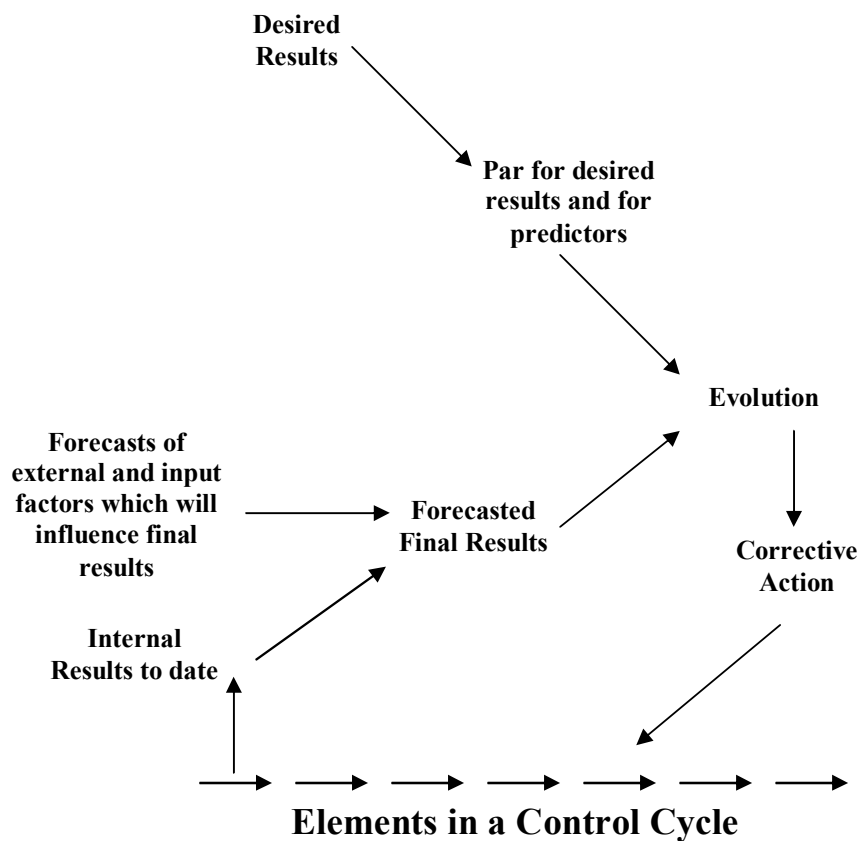 Desired
Results
Par for desired
results and for
predictors
Evolution
Forecasts of
external and input
factors which will
influence final
results
Forecasted
Final Results
Corrective
Action
Internal
Results to date
Elements in a Control Cycle